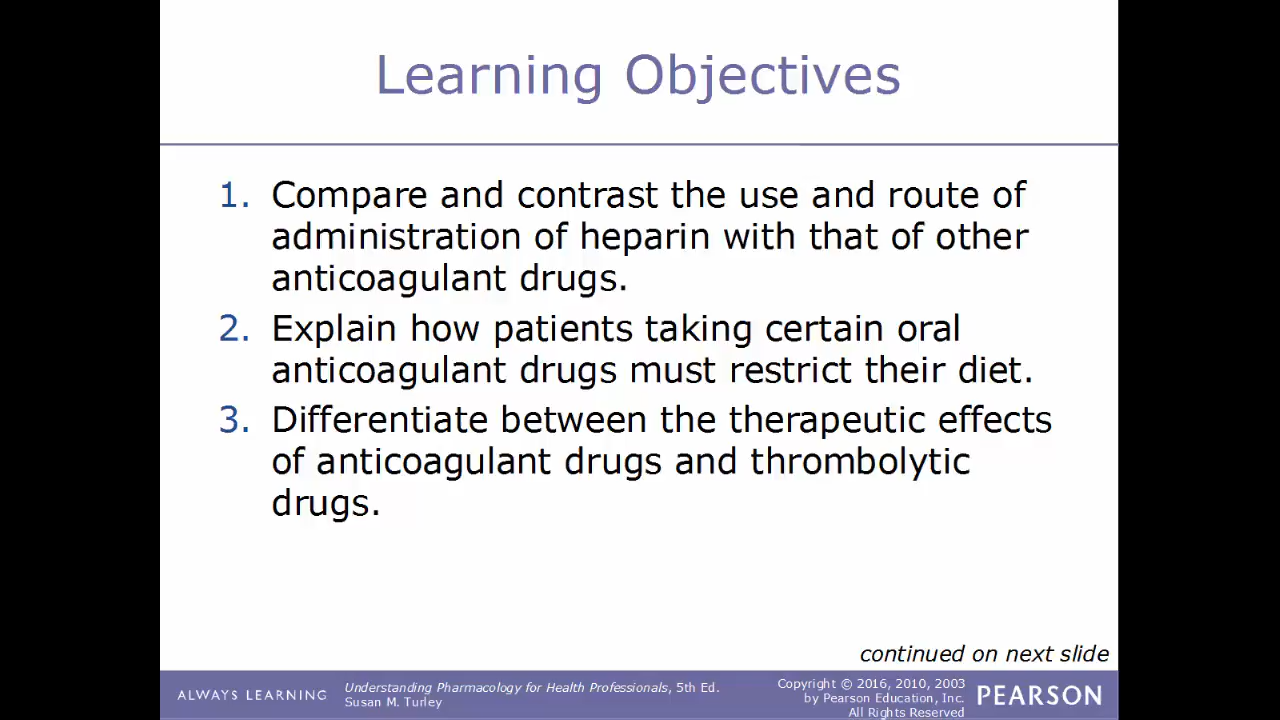 Learning Objectives
1. Compare and contrast the use and route of
administration of heparin with that of other
anticoagulant drugs.
2. Explain how patients taking certain oral
anticoagulant drugs must restrict their diet.
3. Differentiate between the therapeutic effects
of anticoagulant drugs and thrombolytic
drugs.
continued on next slide
ALWAYS LEARNING
Understanding Pharmacology for Health Professionals, 5th Ed.
Susan M. Turley
Copyright © 2016, 2010, 2003
by Pearson Education, Inc.
All Rights Reserved
PEARSON